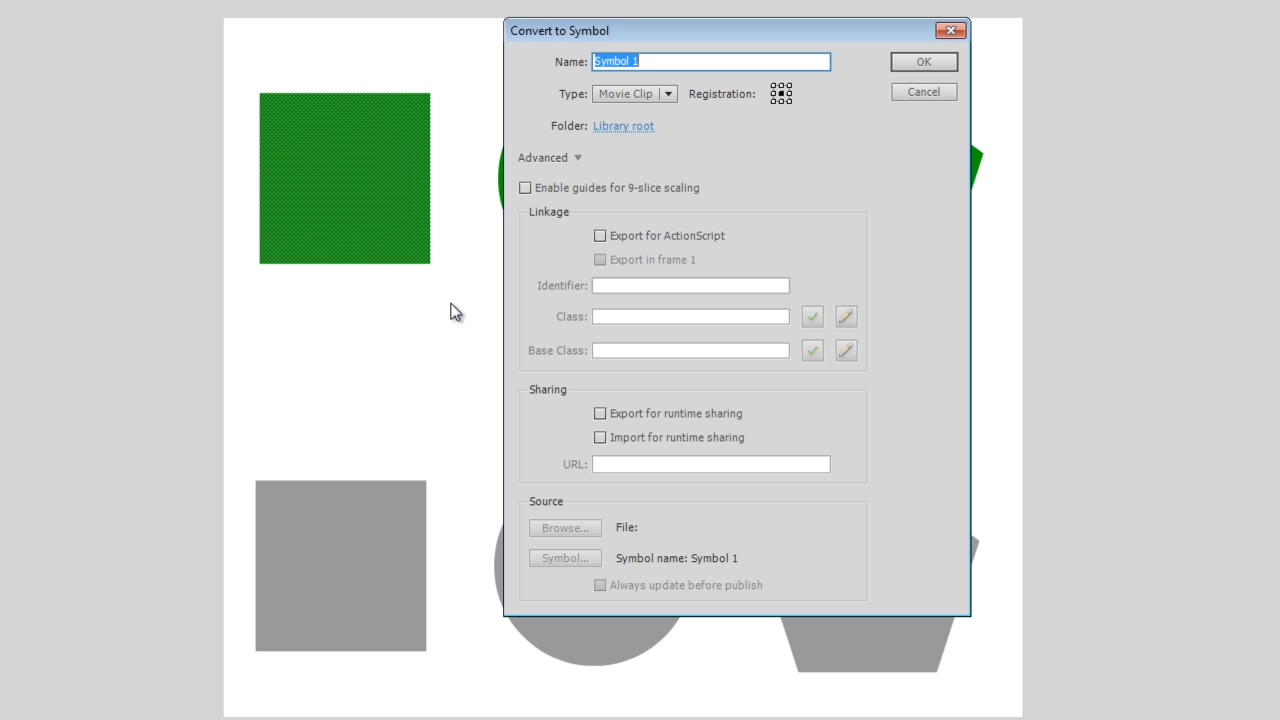 Convert to Symbol
Name: Symbol 1
OK
Type: Movie Clip Registration:
Cancel
Folder: Library root
Advanced
Enable guides for 9-slice scaling
Linkage
Export for ActionScript
Export in frame 1
Identifier:
Class:
Base Class:
Sharing
Export for runtime sharing
Import for runtime sharing
URL:
Source
Browse... File:
Symbol... Symbol name: Symbol 1
Always update before publish